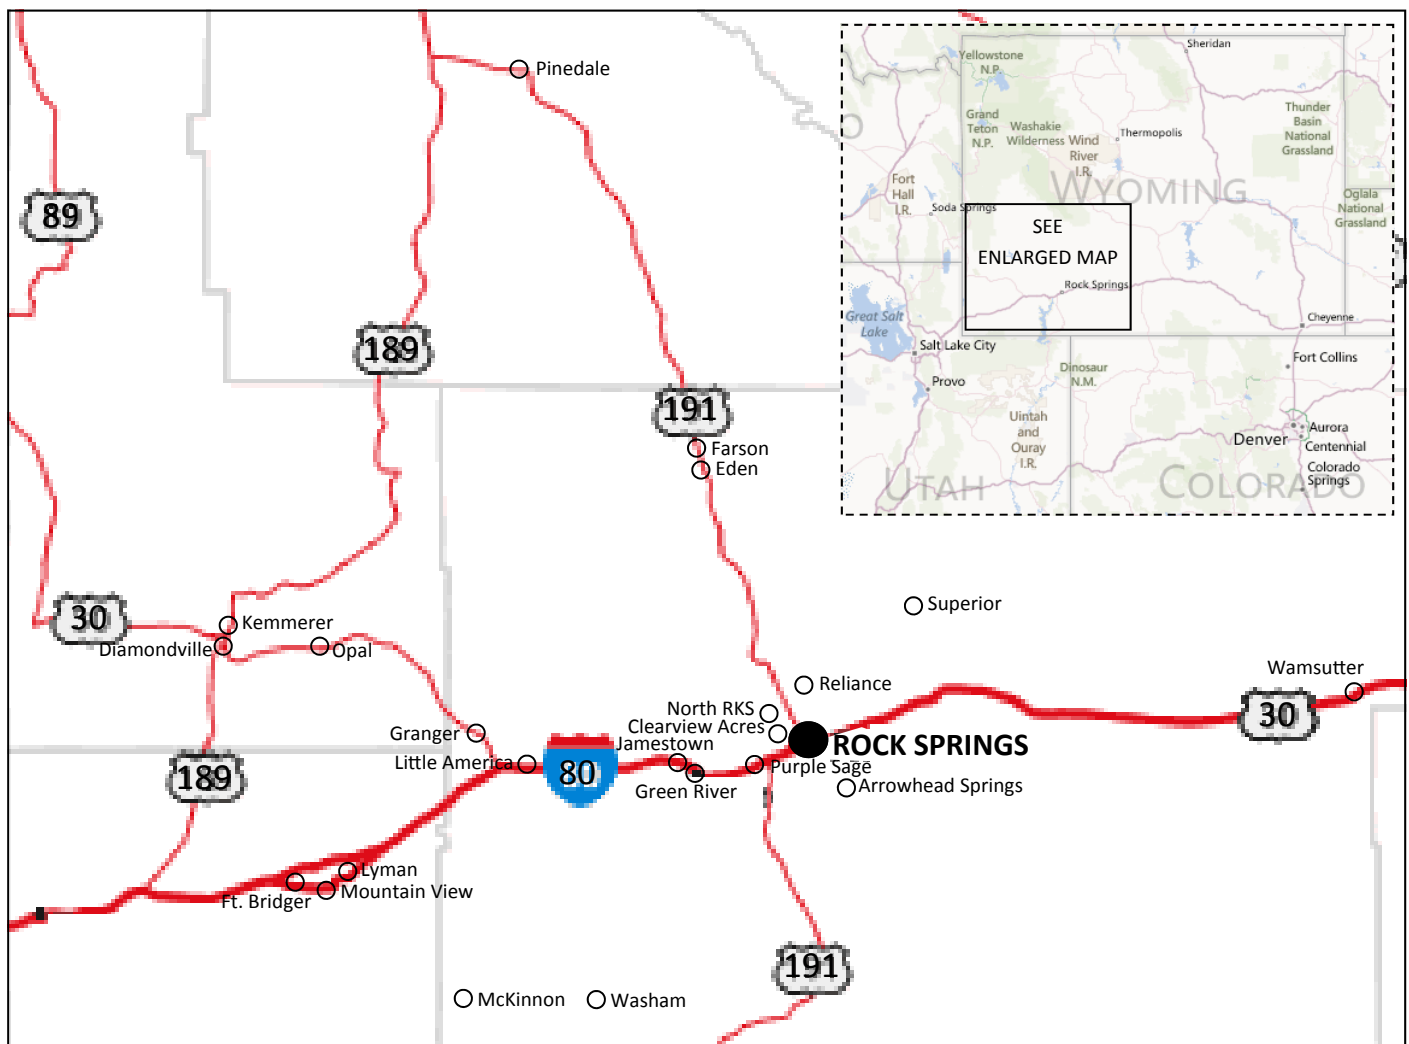 Pinedale
89
189
191
Farson
Eden
30
Kemmerer
Diamondville
Opal
Superior
Reliance
Wamsutter
North RKS
Clearview Acres
30
Granger
Jamestown
ROCK SPRINGS
Little America
80
Purple Sage
189
Green River
Arrowhead Springs
Lyman
Mountain View
Ft. Bridger
191
McKinnon
Washam
Sheridan
Yellowstone
N.P.
Grand
Teton
N.P.
Washakie
Wilderness
Thermopolis
Thunder
Basin
National
Grassland
Wind
River
I.R.
Fort
Hall
I.R.
WYOMING
Soda Springs
Oglala
National
Grassland
SEE
ENLARGED MAP
Rock Springs
Great Salt
Lake
Cheyenne
Salt Lake City
Fort Collins
Provo
Dinosaur
N.M.
Uintah
and
Ouray
I.R.
Denver
Aurora
Centennial
Colorado
Springs
UTAH
COLORADO